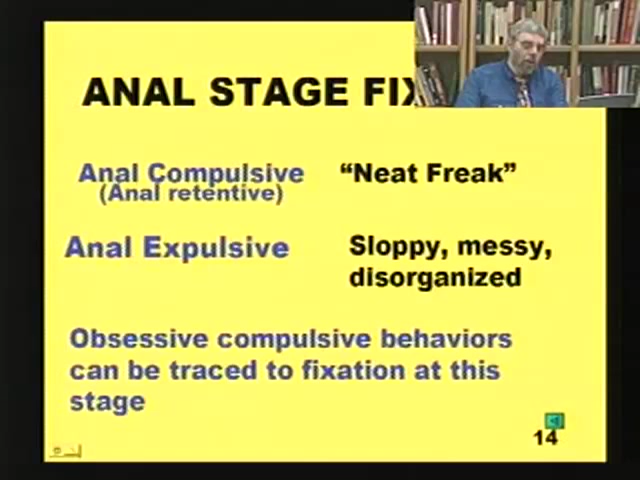 ANAL STAGE FIX
Anal Compulsive “Neat Freak”
(Anal retentive)
Anal Expulsive Sloppy, messy,
disorganized
Obsessive compulsive behaviors
can be traced to fixation at this
stage
14